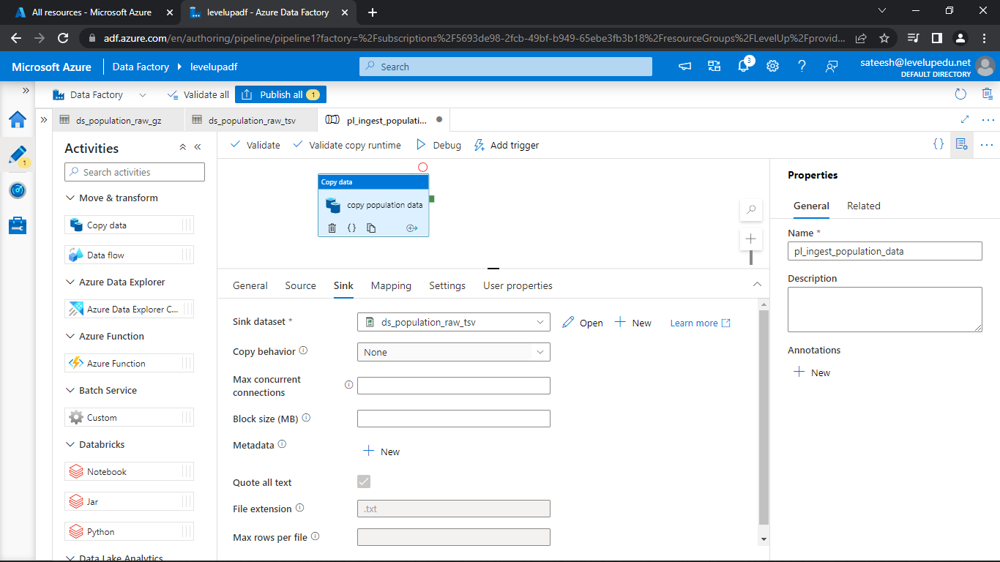 All resources - Microsoft Azure
levelupadf - Azure Data Factory
adf.azure.com/en/authoring/pipeline/pipeline1?factory=%2Fsubscriptions%2F5693de98-2fcb-49bf-b949-65ebe3fb3b18%2FresourceGroups%2FLevelUp%2Fprovid...
Microsoft Azure
Data Factory
levelupadf
Search
3
sateesh@levelupedu.net
DEFAULT DIRECTORY
Data Factory
Validate all
Publish all
1
ds_population_raw_gz
ds_population_raw_tsv
pl_ingest_populati...
1
Activities
Search activities
Move & transform
Copy data
Data flow
Azure Data Explorer
Azure Data Explorer C...
Azure Function
Azure Function
Batch Service
Custom
Databricks
Notebook
Jar
Python
Data Lake Analytics
Validate
Validate copy runtime
Debug
Add trigger
Copy data
copy population data
General
Source
Sink
Mapping
Settings
User properties
Sink dataset *
ds_population_raw_tsv
Open
New
Learn more
Copy behavior
None
Max concurrent
connections
Block size (MB)
Metadata
New
Quote all text
File extension
.txt
Max rows per file
Properties
General
Related
Name *
pl_ingest_population_data
Description
Annotations
New